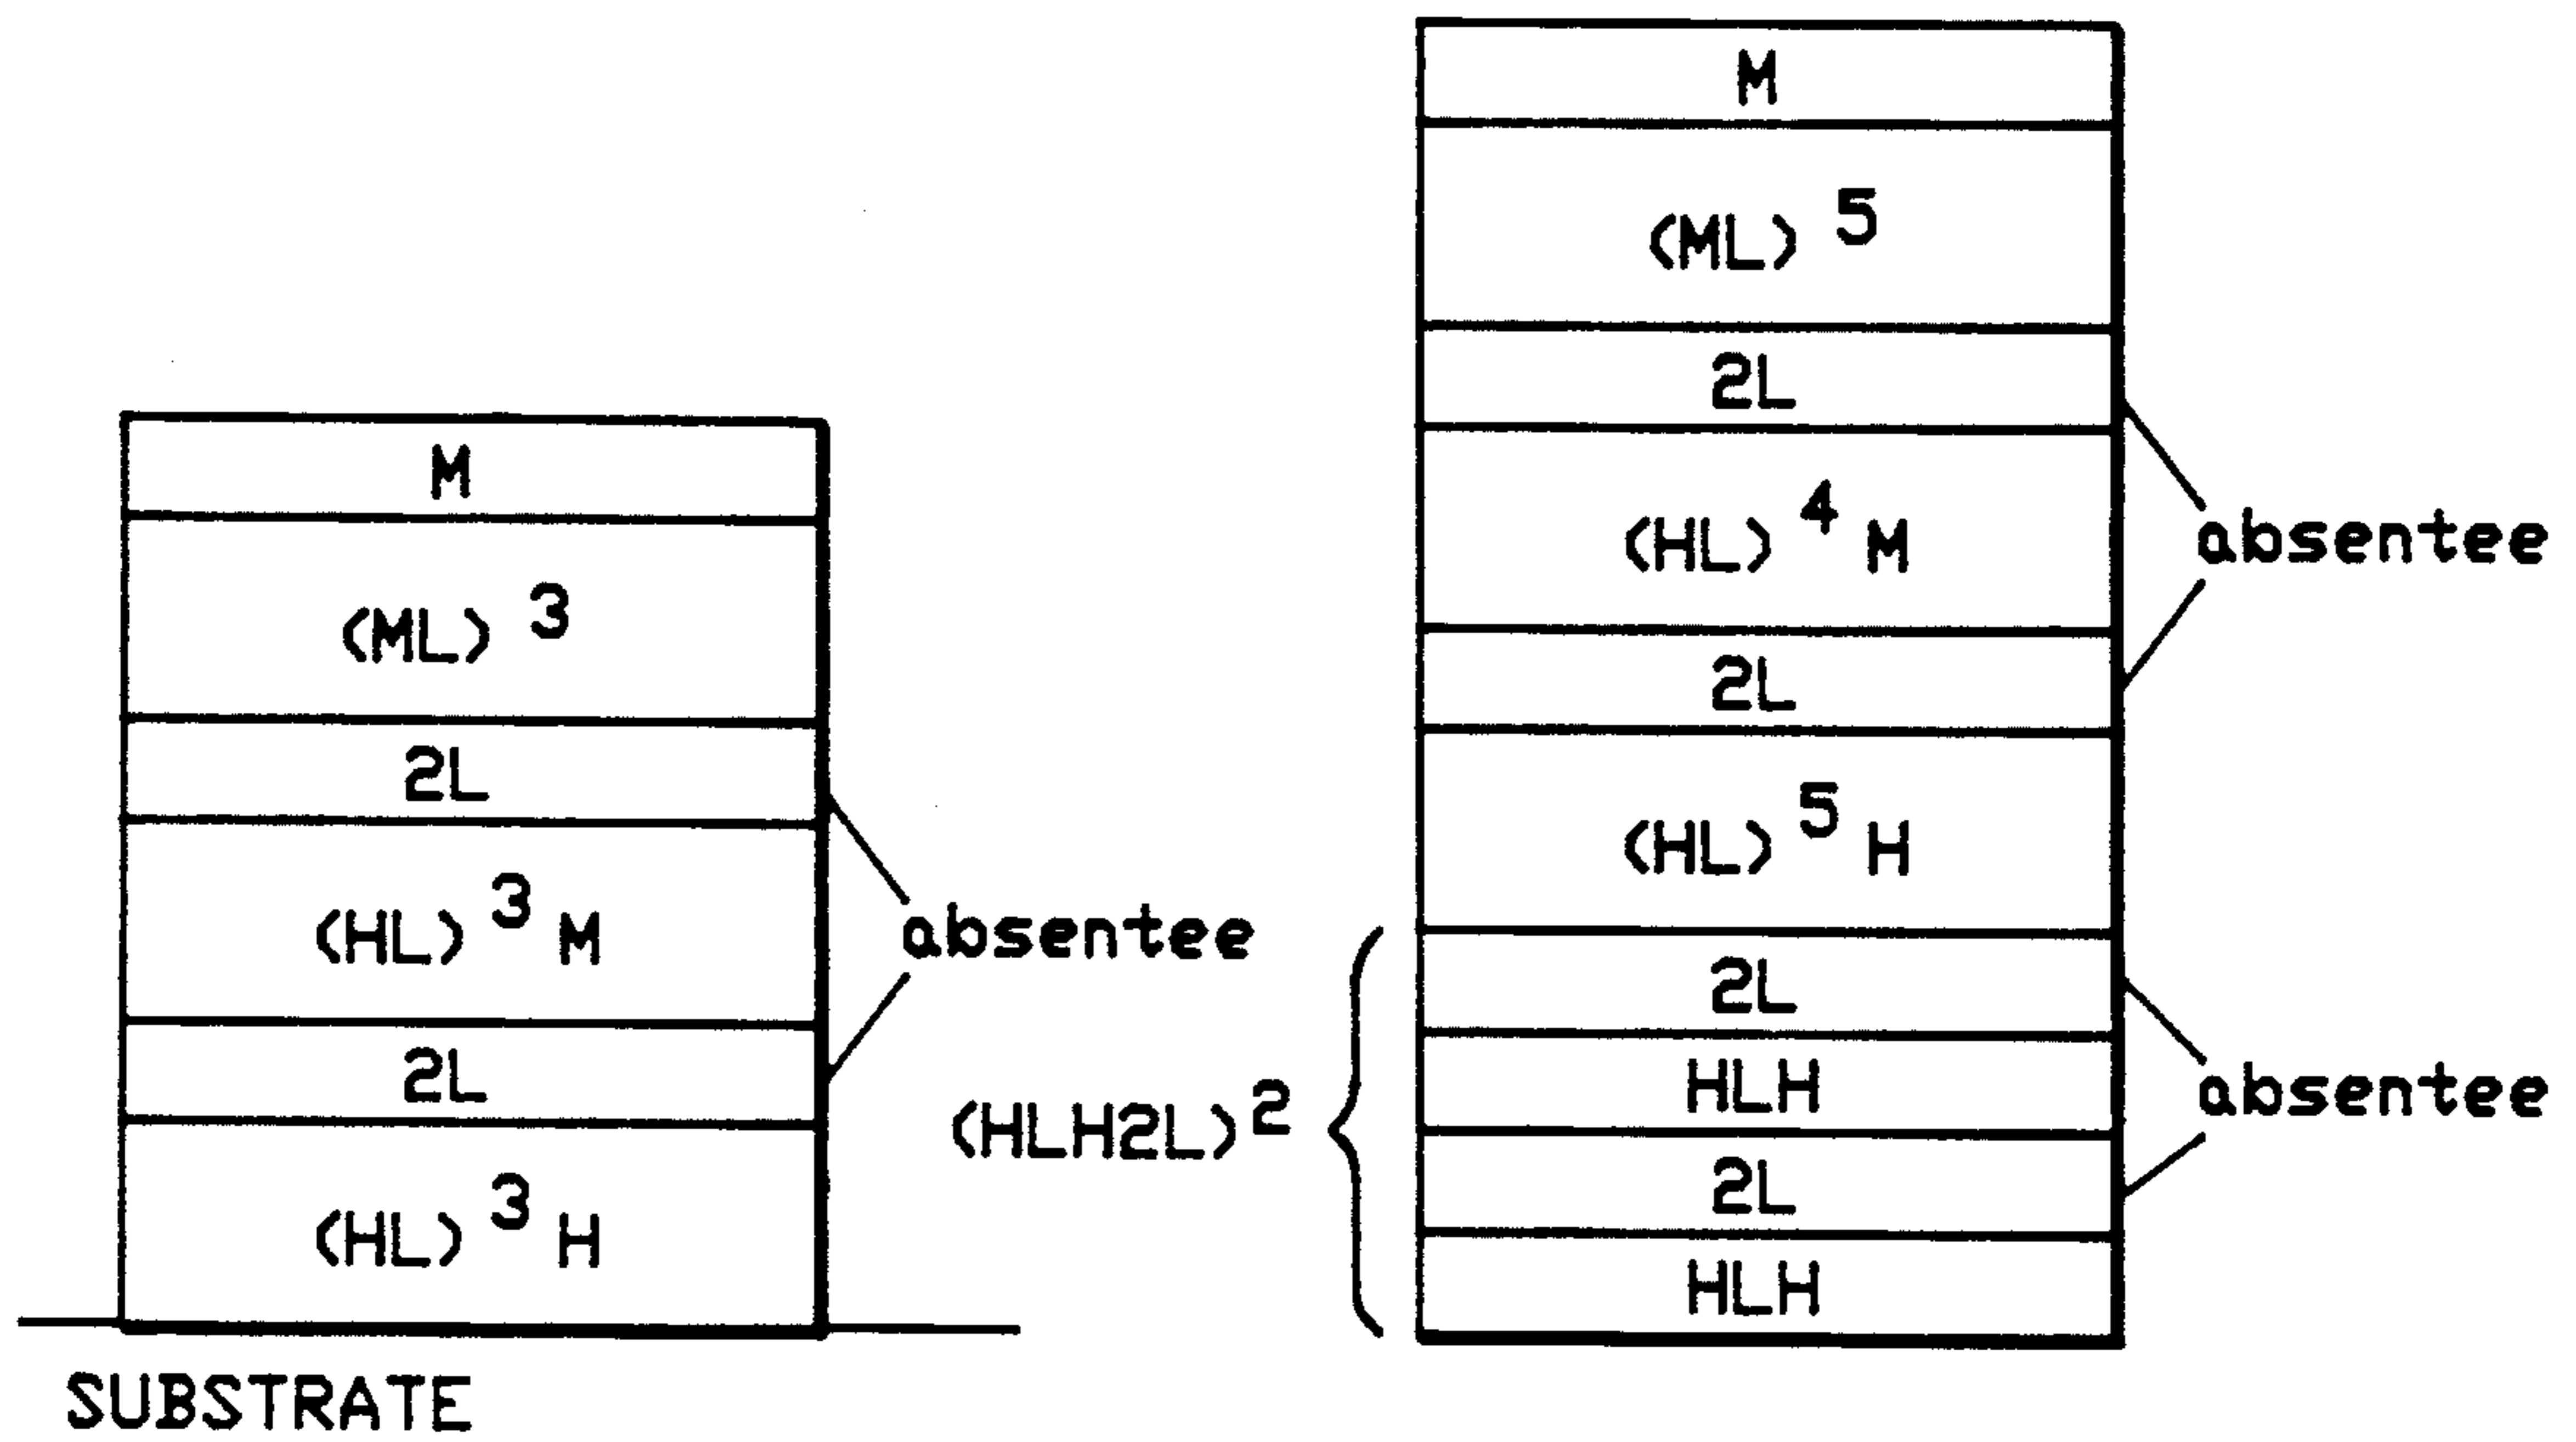 M
(ML) 3
2L
(HL) 3 M
2L
(HL) 3 H
absentee
SUBSTRATE
M
(ML) 5
2L
(HL) 4 M
2L
(HL) 5 H
2L
HLH
2L
HLH
absentee
absentee
(HLH2L) 2